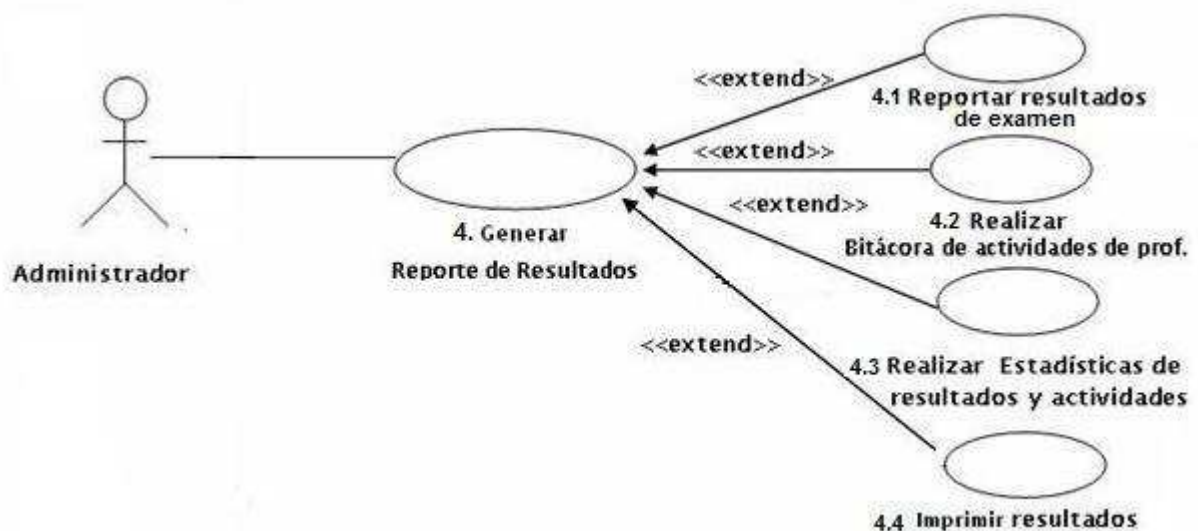 Administrador
4. Generar
Reporte de Resultados
<<extend>>
4.1 Reportar resultados
de examen
<<extend>>
4.2 Realizar
Bitácora de actividades de prof.
<<extend>>
4.3 Realizar Estadísticas de
resultados y actividades
<<extend>>
4.4 Imprimir resultados